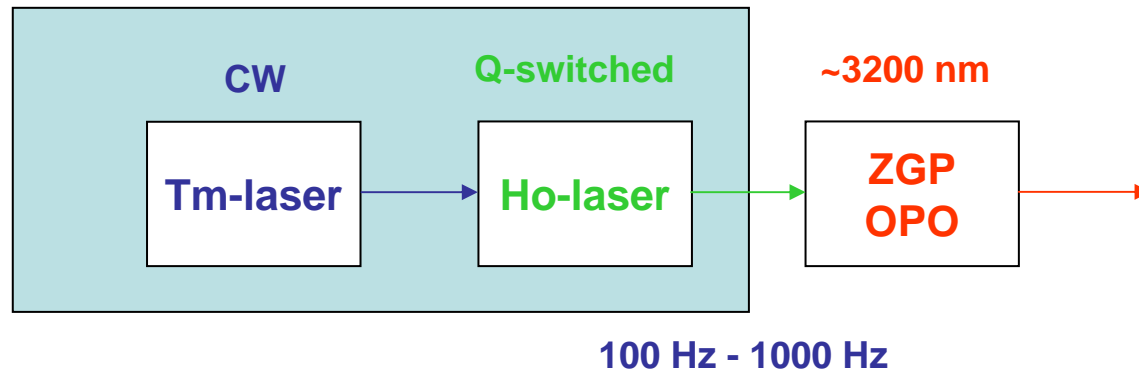 CW
Q-switched
~3200 nm
Tm-laser
Ho-laser
ZGP
OPO
100 Hz - 1000 Hz